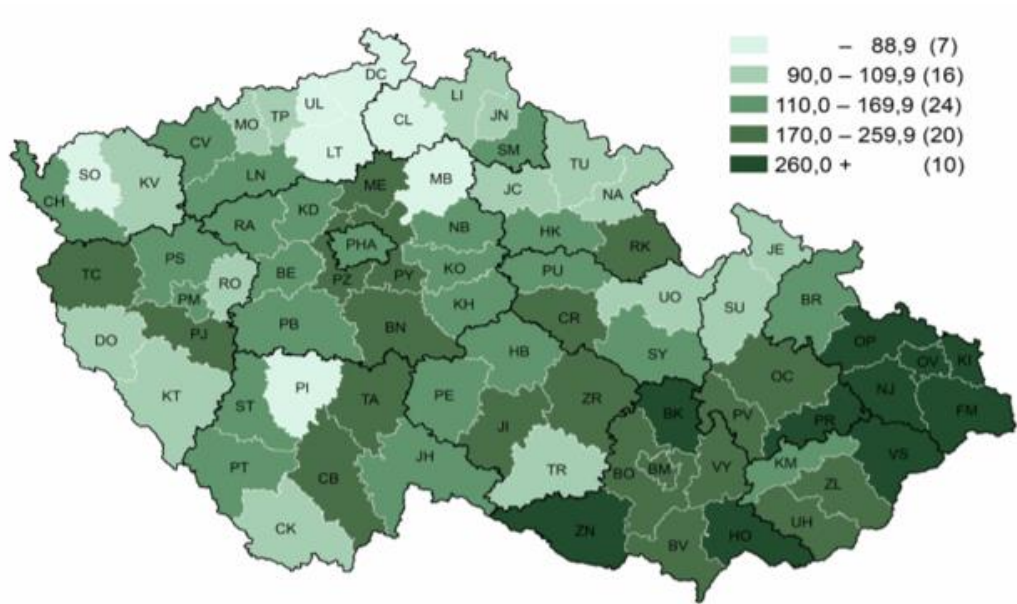 – 88,9 (7)
90,0 – 109,9 (16)
110,0 – 169,9 (24)
170,0 – 259,9 (20)
260,0 + (10)
DC
UL
LI
TP
MO
CL
JN
CV
LT
SM
TU
SO
KV
LN
ME
MB
JC
NA
CH
KD
RA
NB
HK
PHA
RK
JE
TC
PS
RO
BE
PZ
PY
KO
PU
UO
SU
BR
PM
KH
PJ
PB
BN
CR
DO
HB
SY
OP
OV
KI
OC
KT
PI
ST
TA
PE
ZR
BK
PV
NJ
FM
PR
JI
JH
VS
PT
CB
TR
BO
BM
VY
KM
ZL
CK
ZN
BV
HO
UH